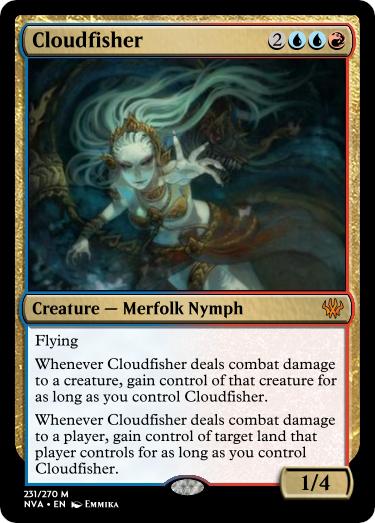 Cloudfisher 2
Creature — Merfolk Nymph
Flying
Whenever Cloudfisher deals combat damage
to a creature, gain control of that creature for
as long as you control Cloudfisher.
Whenever Cloudfisher deals combat damage
to a player, gain control of target land that
player controls for as long as you control
Cloudfisher.
1/4
231/270 M
NVA • EN Emmika